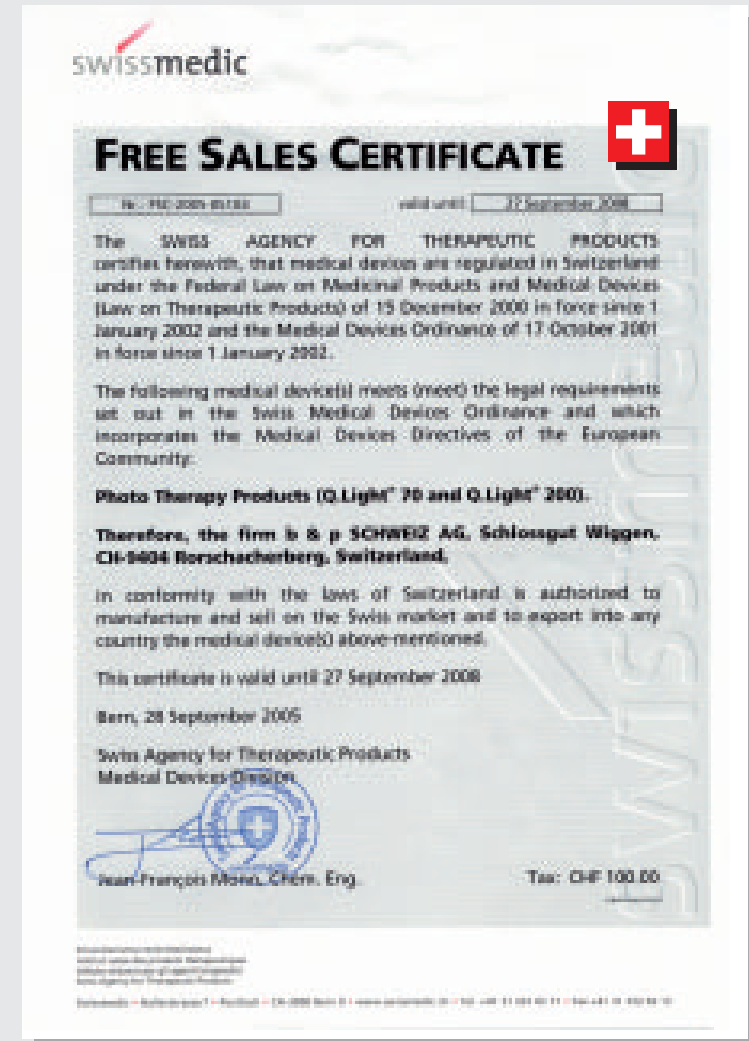 swissmedic
FREE SALES CERTIFICATE
valid until: 27 September 2008
The SWISS AGENCY FOR THERAPEUTIC PRODUCTS
certifies herewith, that medical devices are regulated in Switzerland
under the Federal Law on Medicinal Products and Medical Devices
(Law on Therapeutic Products) of 15 December 2000 in force since 1
January 2002 and the Medical Devices Ordinance of 17 October 2001
in force since 1 January 2002.
The following medical device(s) meets (meet) the legal requirements
set out in the Swiss Medical Devices Ordinance and which
incorporates the Medical Devices Directives of the European
Community:
Photo Therapy Products (Q.Light® 70 and Q.Light® 200).
Therefore, the firm b & p SCHWEIZ AG, Schlossgut Wiggen,
CH-9404 Rorschacherberg, Switzerland,
in conformity with the laws of Switzerland is authorized to
manufacture and sell on the Swiss market and to export into any
country the medical device(s) above-mentioned.
This certificate is valid until 27 September 2008
Bern, 28 September 2005
Swiss Agency for Therapeutic Products
Medical Devices Division
Jean-François Monn, Chem. Eng.
Tax: CHF 100.00
swissmedic